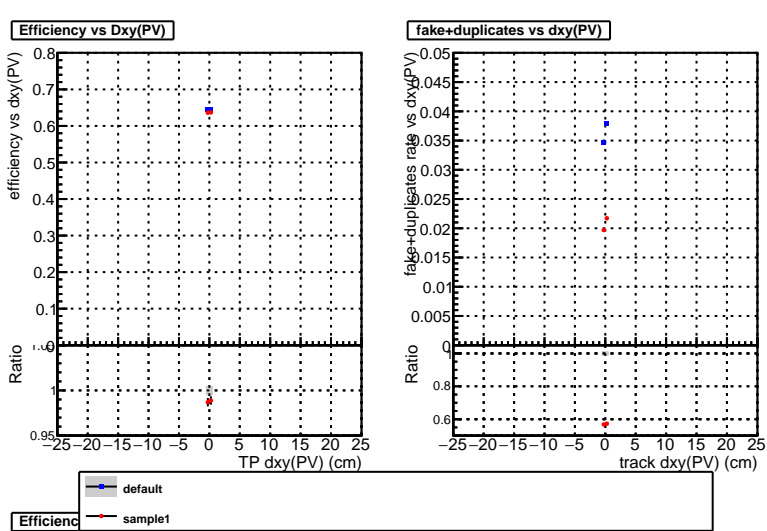 Efficiency vs Dxy(PV)
efficiency vs dxy(PV)
0.8
0.7
0.6
0.5
0.4
0.3
0.2
0.1
0
Ratio
1
0.95
−25 −20 −15 −10 −5 0 5 10 15 20 25
TP dxy(PV) (cm)
fake+duplicates vs dxy(PV)
fake+duplicates rate vs dxy(PV)
0.05
0.045
0.04
0.035
0.03
0.025
0.02
0.015
0.01
0.005
0
Ratio
1
0.8
0.6
−25 −20 −15 −10 −5 0 5 10 15 20 25
track dxy(PV) (cm)
default
sample1
Efficienc